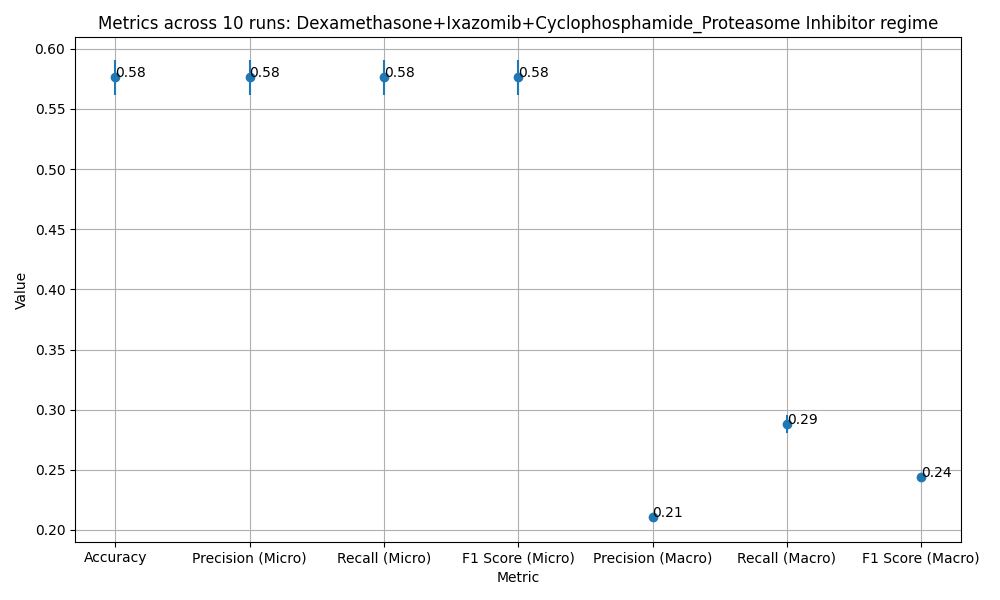 Metrics across 10 runs: Dexamethasone+Ixazomib+Cyclophosphamide_Proteasome Inhibitor regime
Value
0.60
0.55
0.50
0.45
0.40
0.35
0.30
0.25
0.20
0.58
0.58
0.58
0.58
0.21
0.29
0.24
Accuracy
Precision (Micro)
Recall (Micro)
F1 Score (Micro)
Precision (Macro)
Recall (Macro)
F1 Score (Macro)
Metric